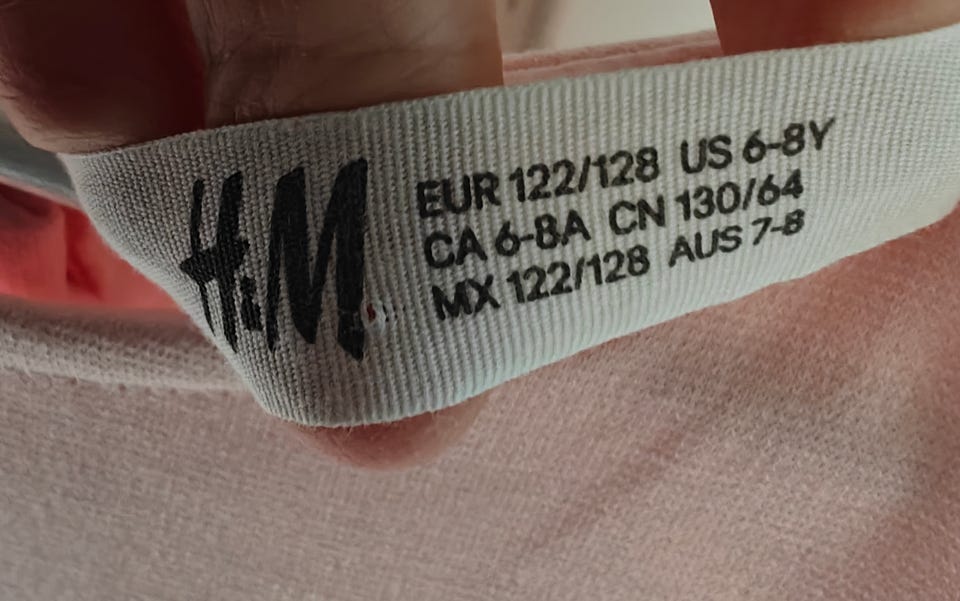 H&M
EUR 122/128 US 6-8Y
CA 6-8A CN 130/64
MX 122/128 AUS 7-8